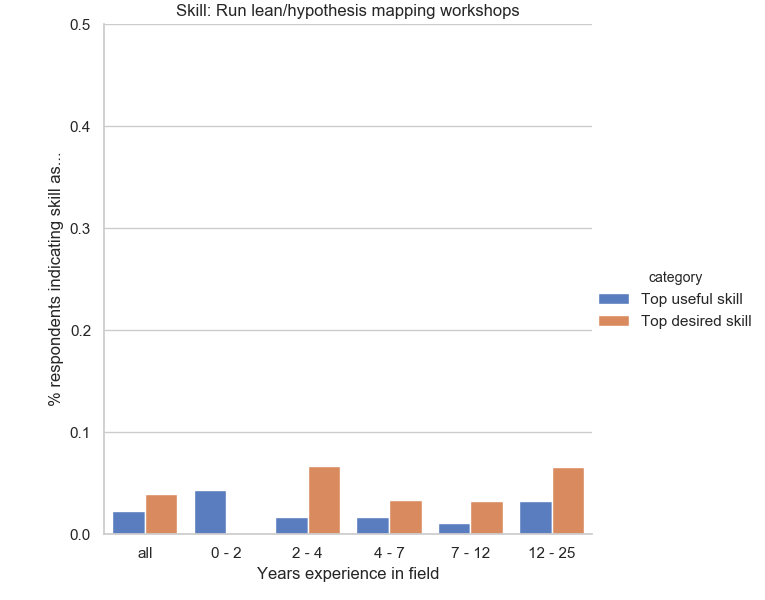 Skill: Run lean/hypothesis mapping workshops
0.5
0.4
0.3
0.2
0.1
0.0
% respondents indicating skill as...
all
0 - 2
2 - 4
4 - 7
7 - 12
12 - 25
Years experience in field
category
Top useful skill
Top desired skill